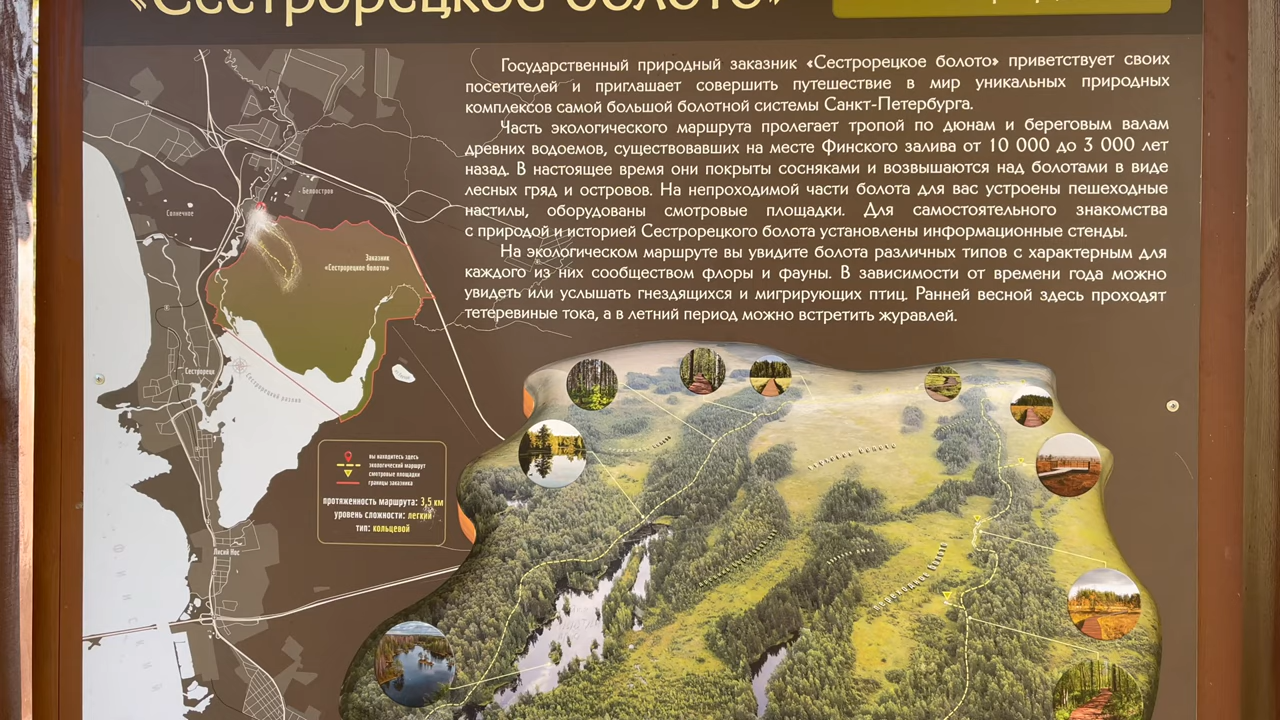 «Сестрорецкое болото»
Государственный природный заказник «Сестрорецкое болото» приветствует своих
посетителей и приглашает совершить путешествие в мир уникальных природных
комплексов самой большой болотной системы Санкт-Петербурга.
Часть экологического маршрута пролегает тропой по дюнам и береговым валам
древних водоемов, существовавших на месте Финского залива от 10 000 до 3 000 лет
назад. В настоящее время они покрыты сосняками и возвышаются над болотами в виде
лесных гряд и островов. На непроходимой части болота для вас устроены пешеходные
настилы, оборудованы смотровые площадки. Для самостоятельного знакомства
с природой и историей Сестрорецкого болота установлены информационные стенды.
На экологическом маршруте вы увидите болота различных типов с характерным для
каждого из них сообществом флоры и фауны. В зависимости от времени года можно
увидеть или услышать гнездящихся и мигрирующих птиц. Ранней весной здесь проходят
тетеревиные тока, а в летний период можно встретить журавлей.
Белоостров
Солнечное
Заказник
«Сестрорецкое болото»
Сестрорецк
Сестрорецкий разлив
вы находитесь здесь
экологический маршрут
смотровые площадки
границы заказника
протяженность маршрута: 3,5 км
уровень сложности: легкий
тип: кольцевой
Лисий Нос